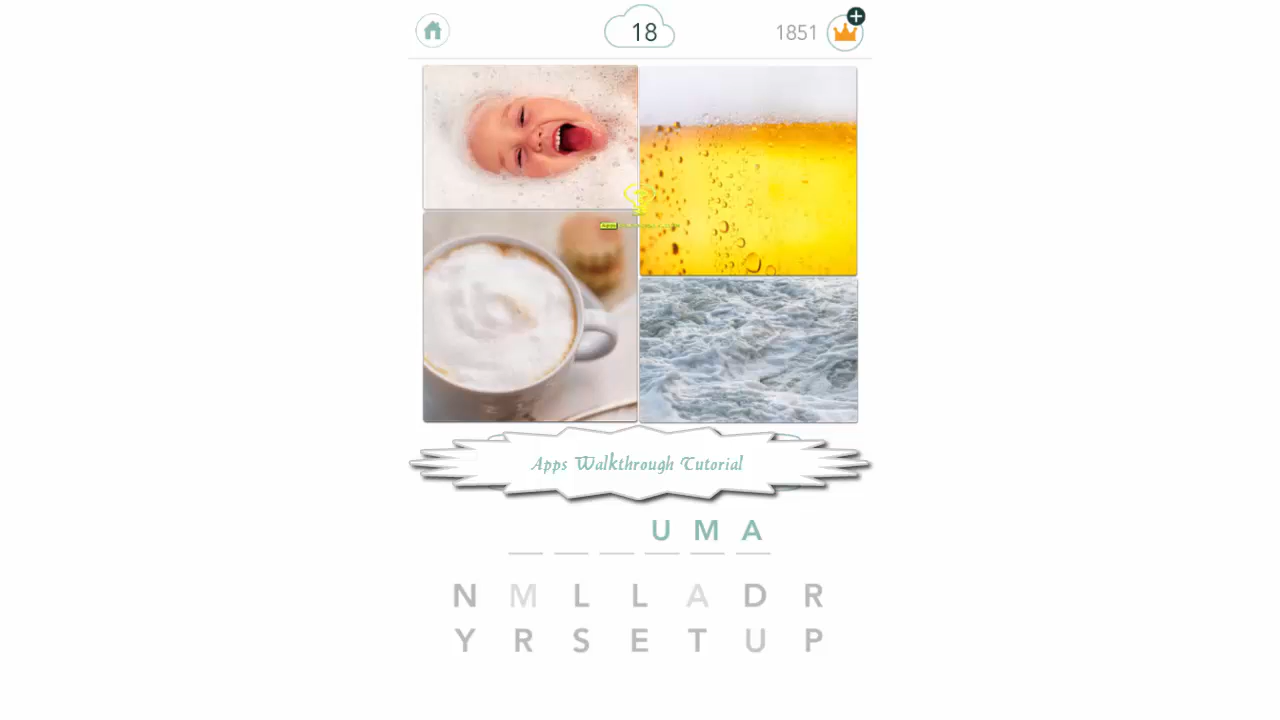 18
1851
Apps Walkthrough Tutorial
U M A
N M L L A D R
Y R S E T U P